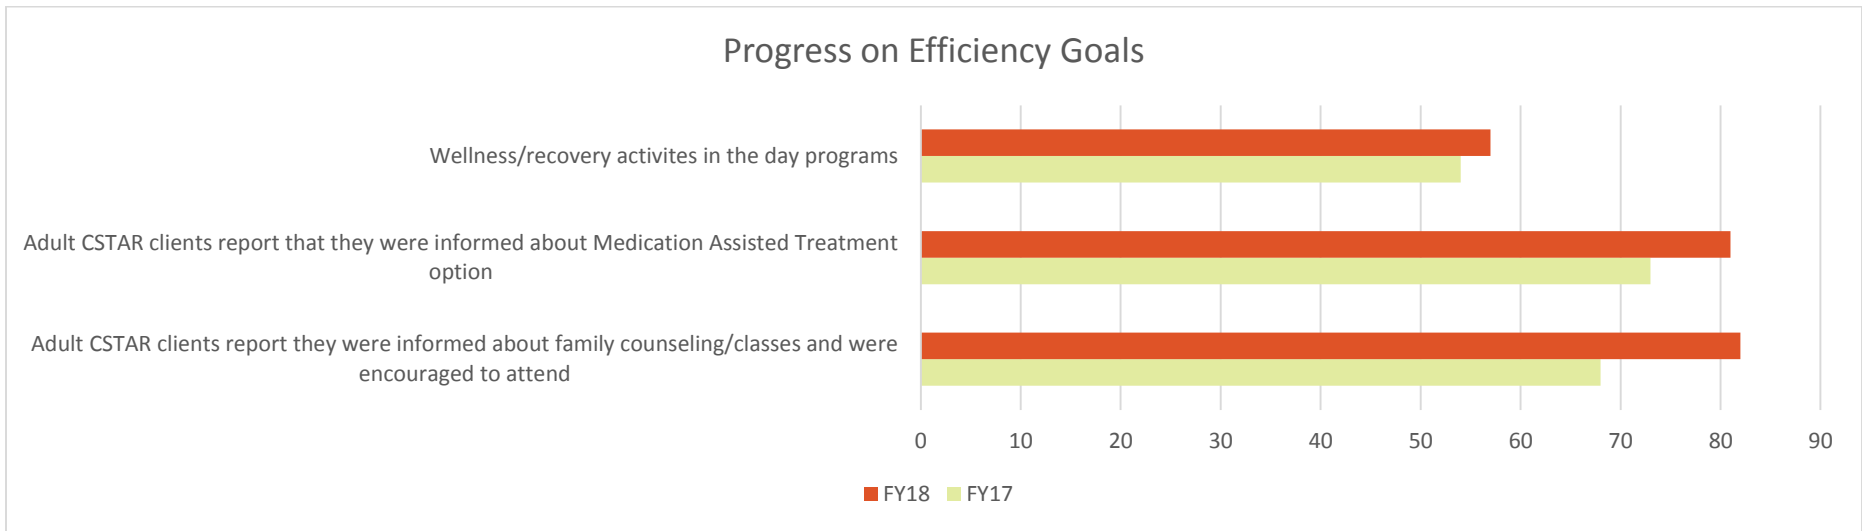 Progress on Efficiency Goals
Wellness/recovery activites in the day programs
Adult CSTAR clients report that they were informed about Medication Assisted Treatment
option
Adult CSTAR clients report they were informed about family counseling/classes and were
encouraged to attend
0 10 20 30 40 50 60 70 80 90
FY18 FY17